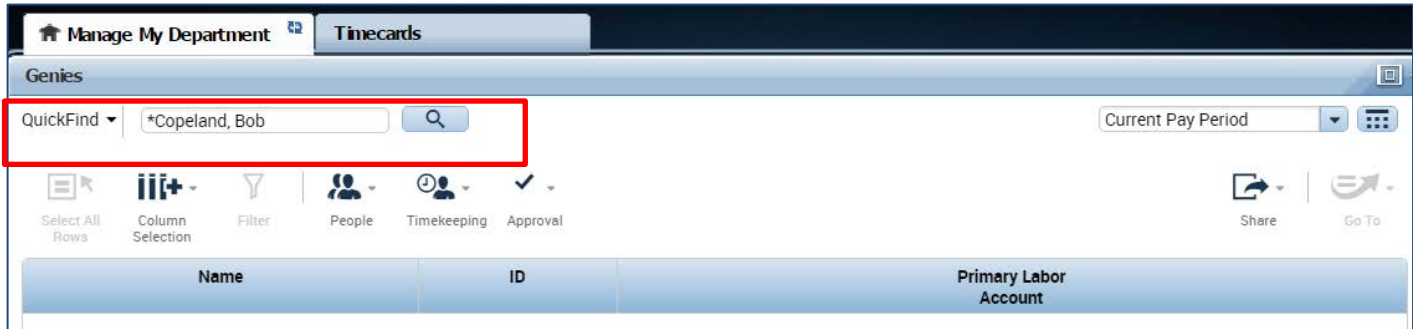 Manage My Department
Timecards
Genies
QuickFind
*Copeland, Bob
Current Pay Period
Select All
Rows
Column
Selection
Filter
People
Timekeeping
Approval
Share
Go To
Name
ID
Primary Labor
Account